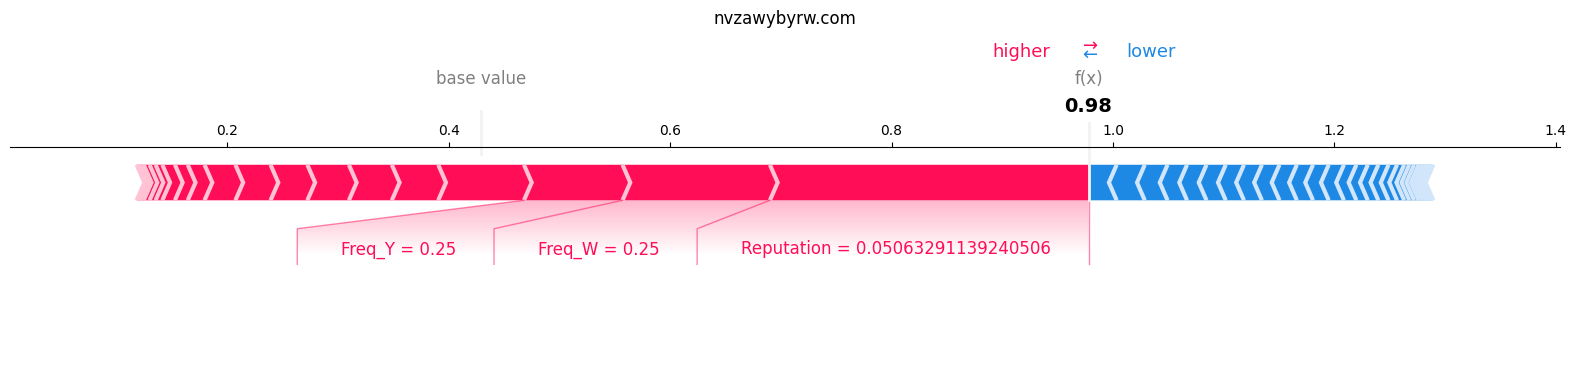 nvzawybyrw.com
higher → ← lower
base value f(x)
0.98
0.2 0.4 0.6 0.8 1.0 1.2 1.4
Freq_Y = 0.25 Freq_W = 0.25 Reputation = 0.05063291139240506